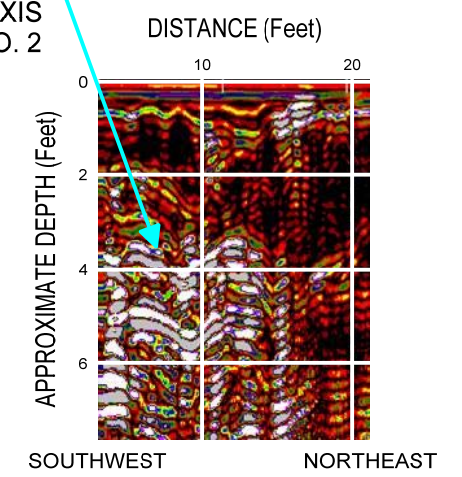 XIS
O. 2
DISTANCE (Feet)
10
20
0
2
4
6
APPROXIMATE DEPTH (Feet)
SOUTHWEST
NORTHEAST